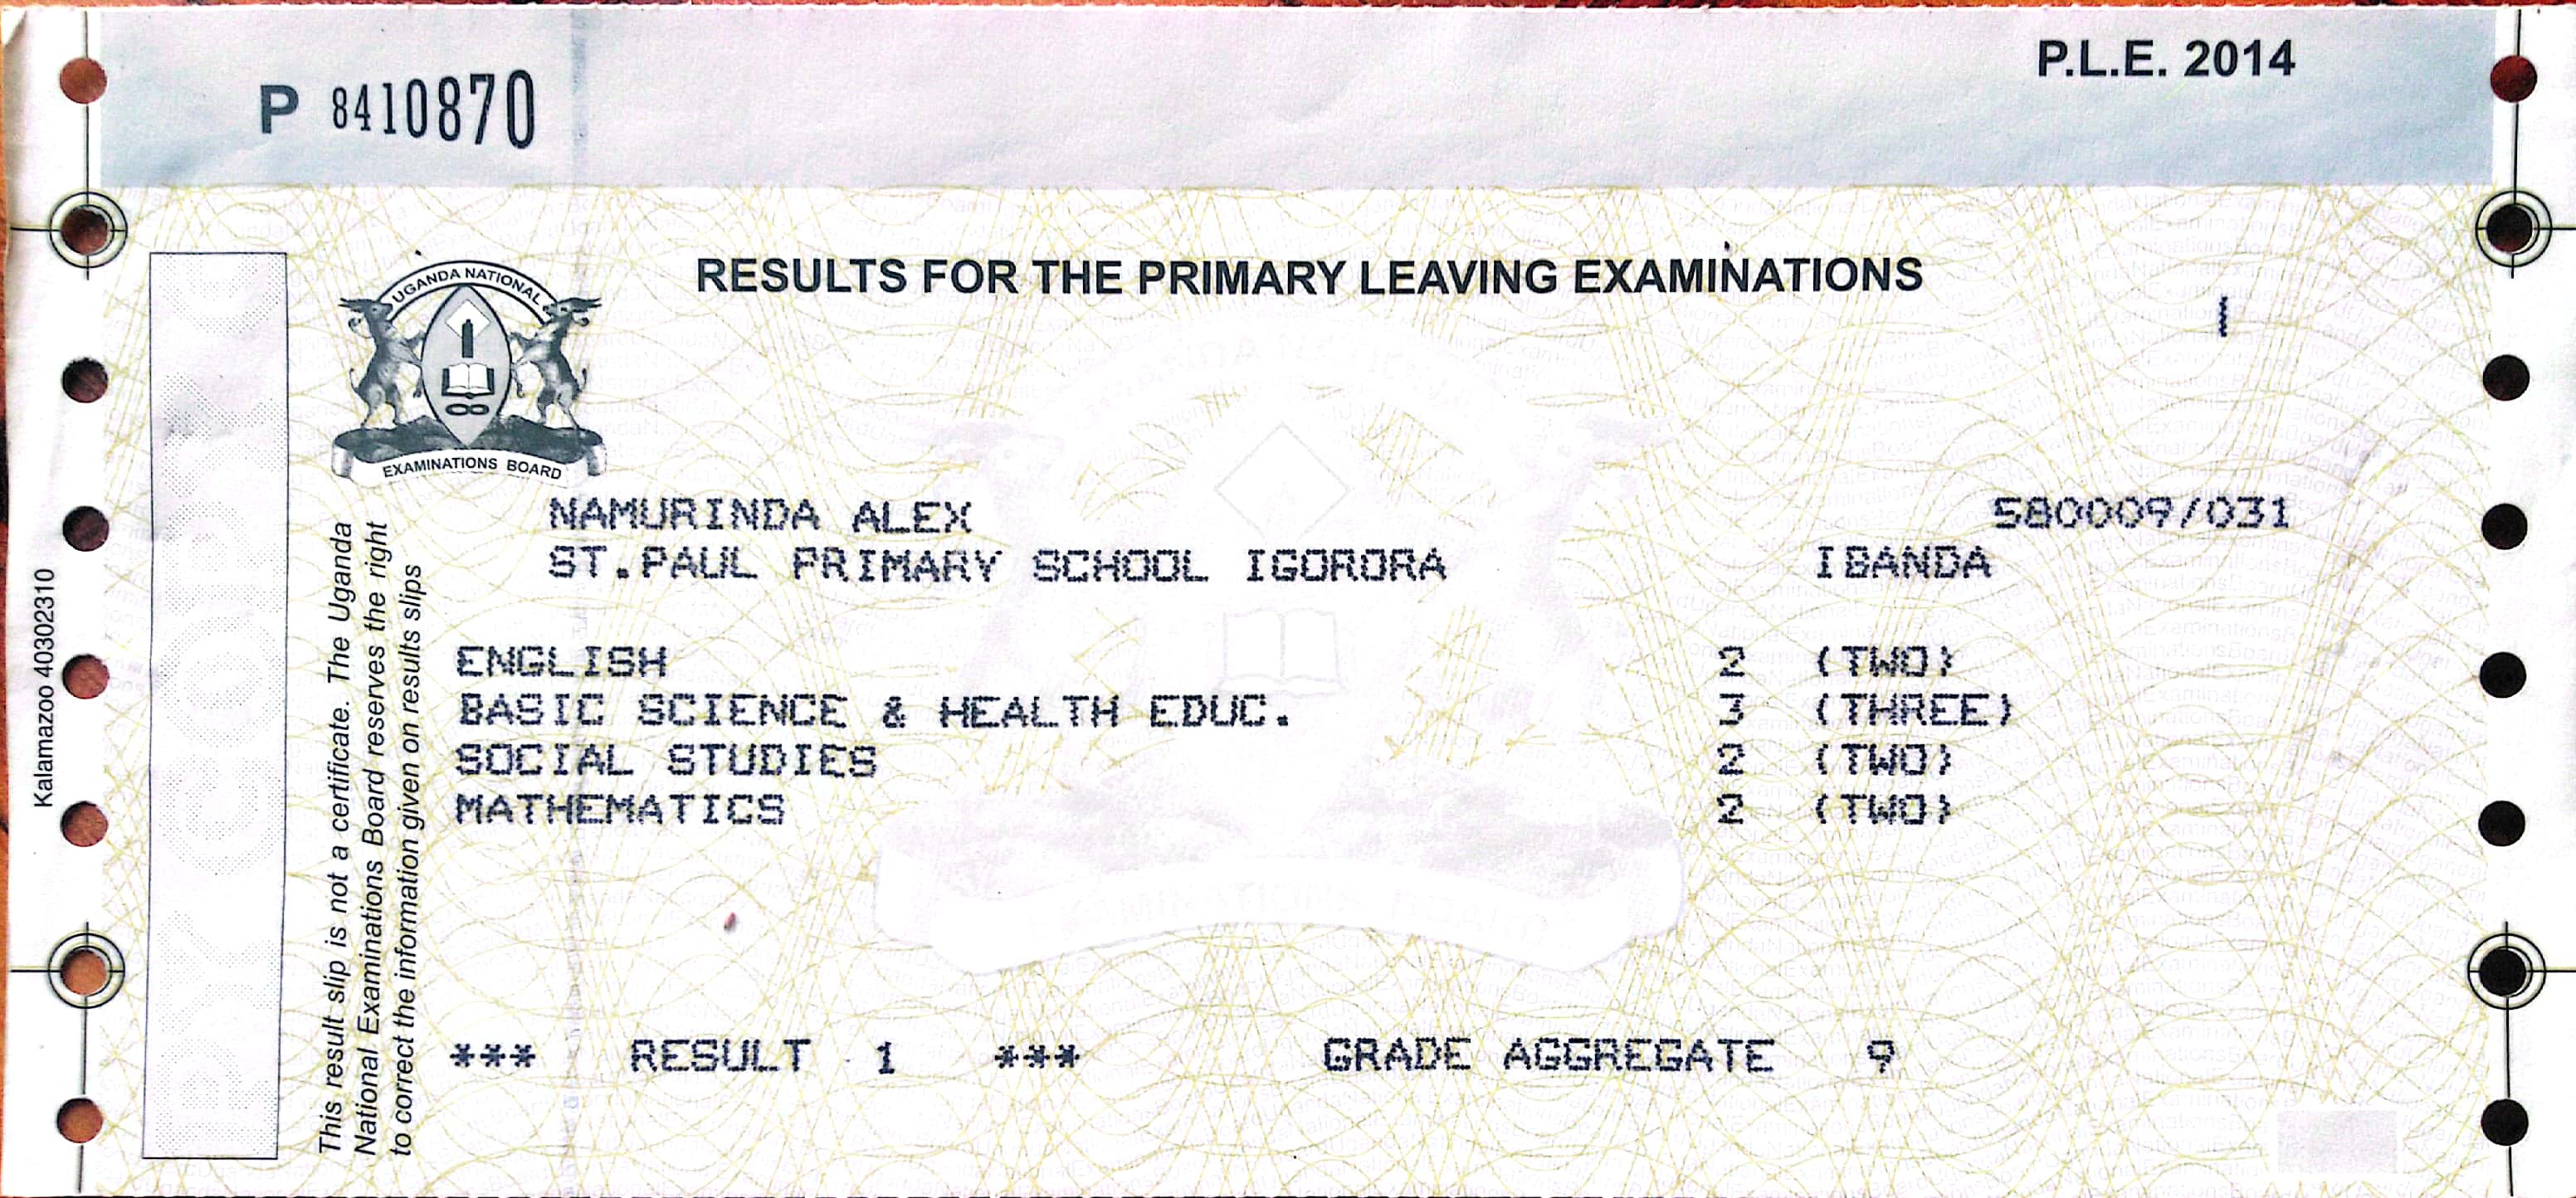 P 8410870
P.L.E. 2014
RESULTS FOR THE PRIMARY LEAVING EXAMINATIONS
UGANDA NATIONAL
EXAMINATIONS BOARD
NAMURINDA ALEX 580009/031
ST.PAUL PRIMARY SCHOOL IGORORA IBANDA
ENGLISH 2 (TWO)
BASIC SCIENCE & HEALTH EDUC. 3 (THREE)
SOCIAL STUDIES 2 (TWO)
MATHEMATICS 2 (TWO)
*** RESULT 1 *** GRADE AGGREGATE 9
This result slip is not a certificate. The Uganda
National Examinations Board reserves the right
to correct the information given on results slips
Kalamazoo 40302310